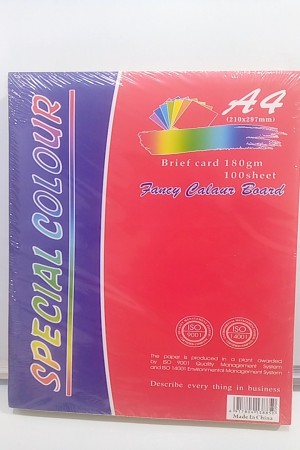 SPECIAL COLOUR
A4
(210x297mm)
Brief card 180gm
100sheet
Fancy Calaur Board
ISO
9001
ISO
14001
The paper is produced in a plant awarded
by ISO 9001 Quality Management System
and ISO 14001 Environmental Management System
Describe every thing in business
Made In China